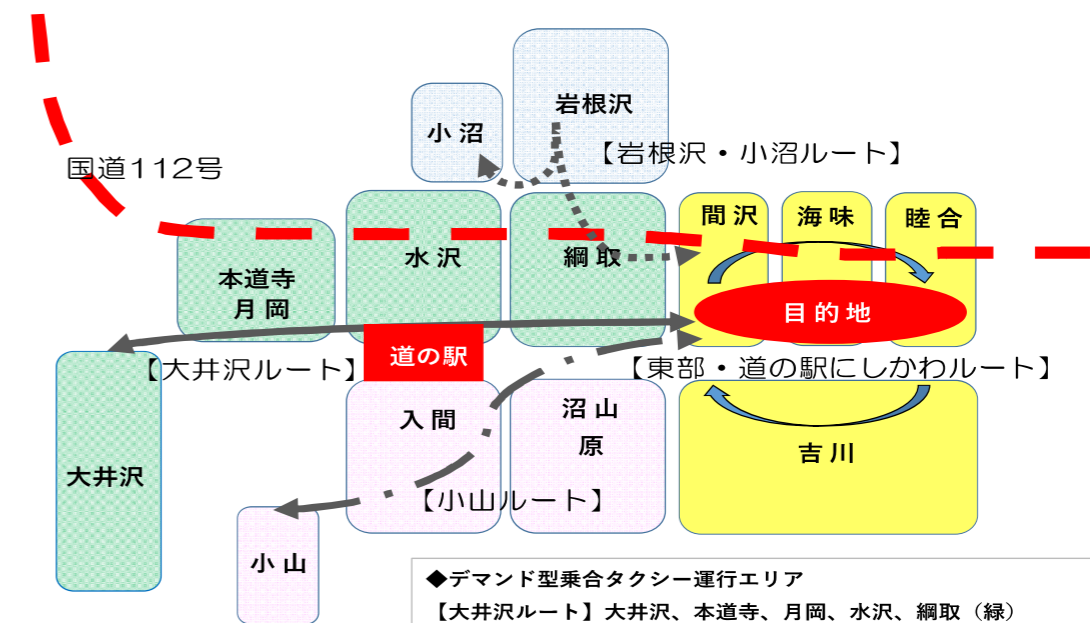 岩根沢
小沼
【岩根沢・小沼ルート】
国道112号
間沢
海味
睦合
水沢
綱取
本道寺
月岡
目的地
道の駅
【大井沢ルート】
【東部・道の駅にしかわルート】
入間
沼山
原
吉川
大井沢
【小山ルート】
小山
◆デマンド型乗合タクシー運行エリア
【大井沢ルート】大井沢、本道寺、月岡、水沢、綱取（緑）